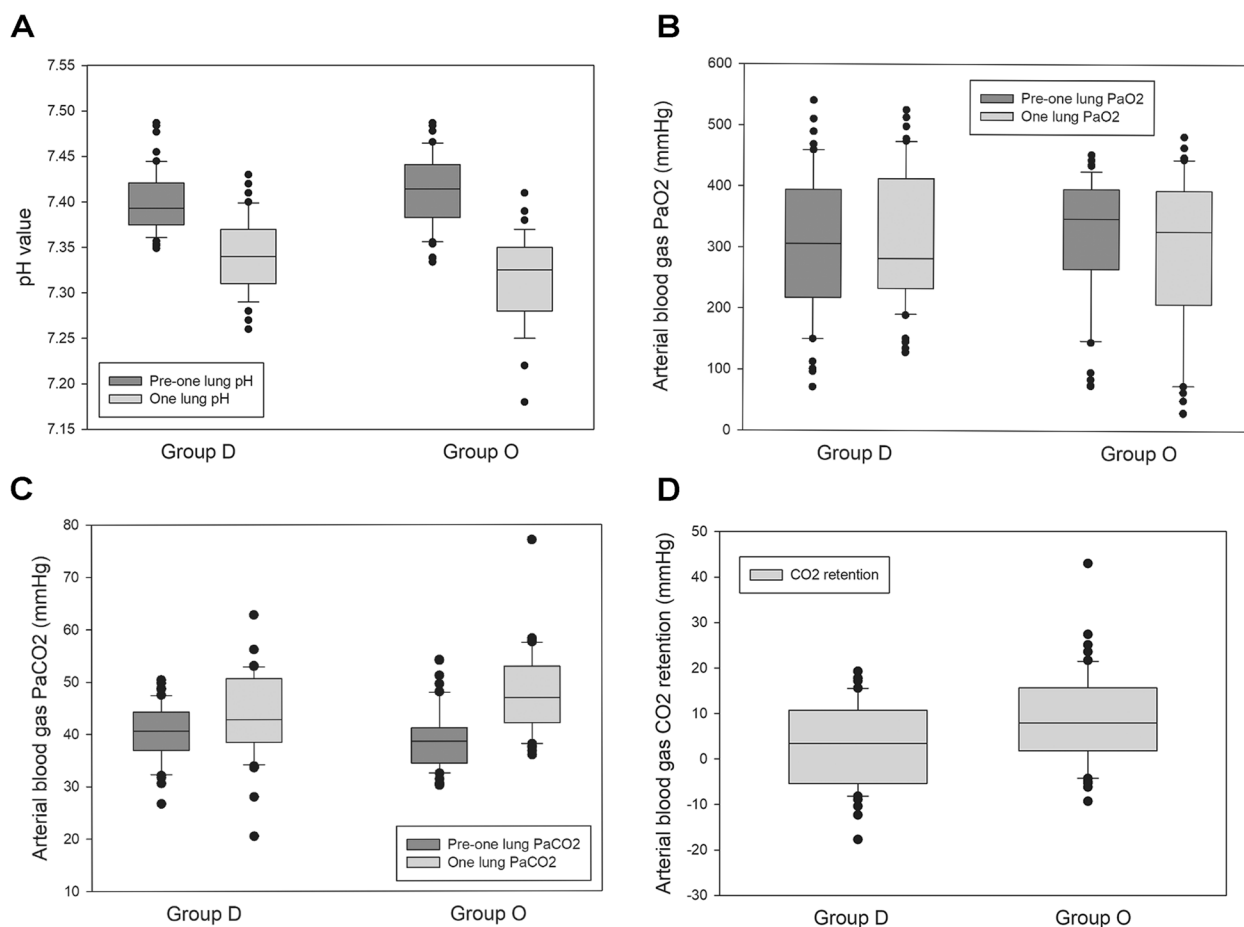 A
pH value
7.55
7.50
7.45
7.40
7.35
7.30
7.25
7.20
7.15
Pre-one lung pH
One lung pH
Group D
Group O
B
Arterial blood gas PaO2 (mmHg)
600
500
400
300
200
100
0
Pre-one lung PaO2
One lung PaO2
Group D
Group O
C
Arterial blood gas PaCO2 (mmHg)
80
70
60
50
40
30
20
10
Pre-one lung PaCO2
One lung PaCO2
Group D
Group O
D
Arterial blood gas CO2 retention (mmHg)
50
40
30
20
10
0
-10
-20
-30
CO2 retention
Group D
Group O